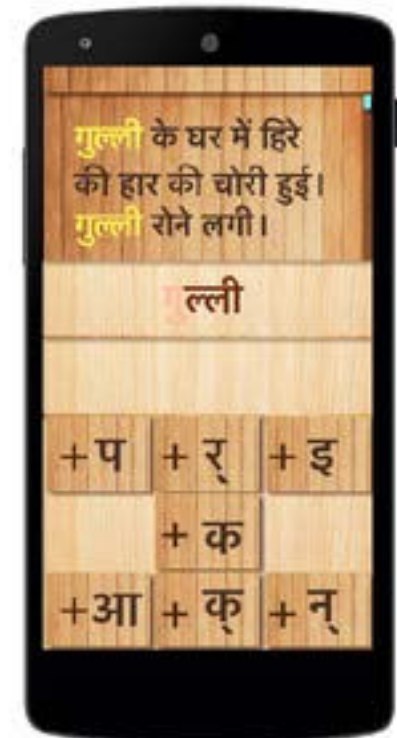 गुल्ली के घर में हिरे
की हार की चोरी हुई।
गुल्ली रोने लगी।
गुल्ली
+ प + र् + इ
+ क
+आ + क् + न्